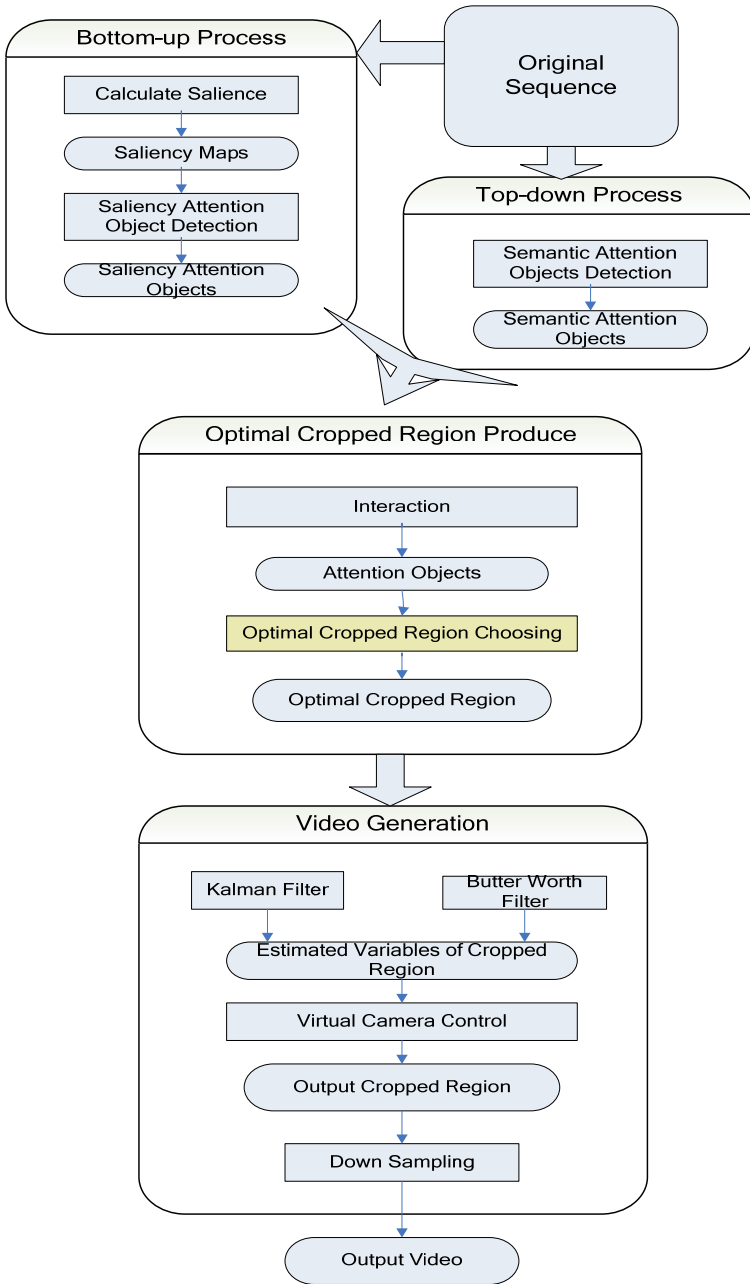 Bottom-up Process
Calculate Salience
Saliency Maps
Saliency Attention
Object Detection
Saliency Attention
Objects
Original
Sequence
Top-down Process
Semantic Attention
Objects Detection
Semantic Attention
Objects
Optimal Cropped Region Produce
Interaction
Attention Objects
Optimal Cropped Region Choosing
Optimal Cropped Region
Video Generation
Kalman Filter
Butter Worth
Filter
Estimated Variables of Cropped
Region
Virtual Camera Control
Output Cropped Region
Down Sampling
Output Video